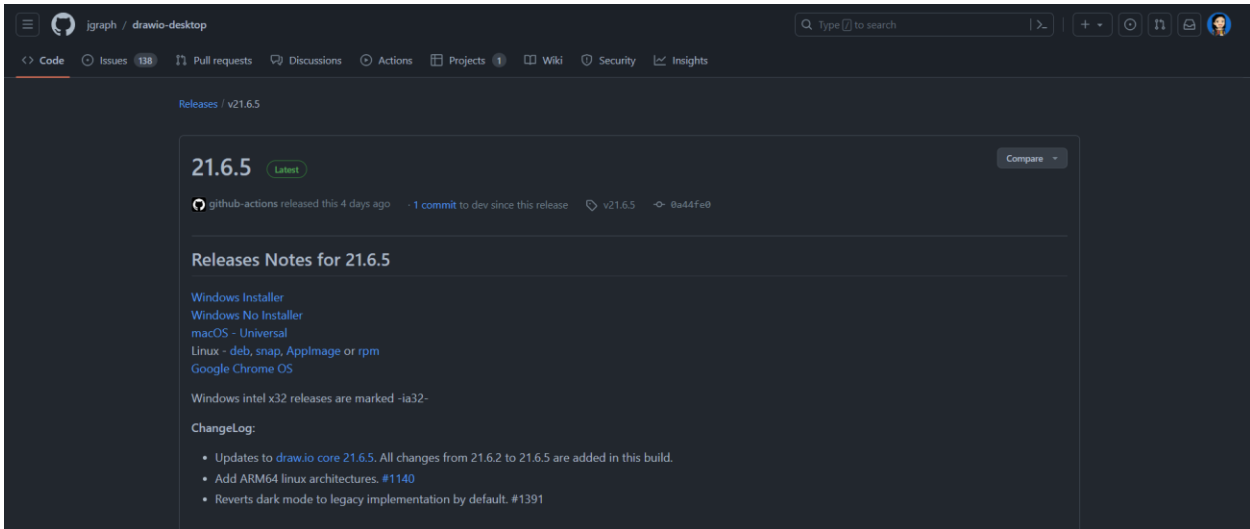 jgraph / drawio-desktop
Type / to search
Code
Issues 138
Pull requests
Discussions
Actions
Projects 1
Wiki
Security
Insights
Releases / v21.6.5
21.6.5 Latest
Compare
github-actions released this 4 days ago · 1 commit to dev since this release v21.6.5 0a44fe0
Releases Notes for 21.6.5
Windows Installer
Windows No Installer
macOS - Universal
Linux - deb, snap, AppImage or rpm
Google Chrome OS
Windows intel x32 releases are marked -ia32-
ChangeLog:
• Updates to draw.io core 21.6.5. All changes from 21.6.2 to 21.6.5 are added in this build.
• Add ARM64 linux architectures. #1140
• Reverts dark mode to legacy implementation by default. #1391